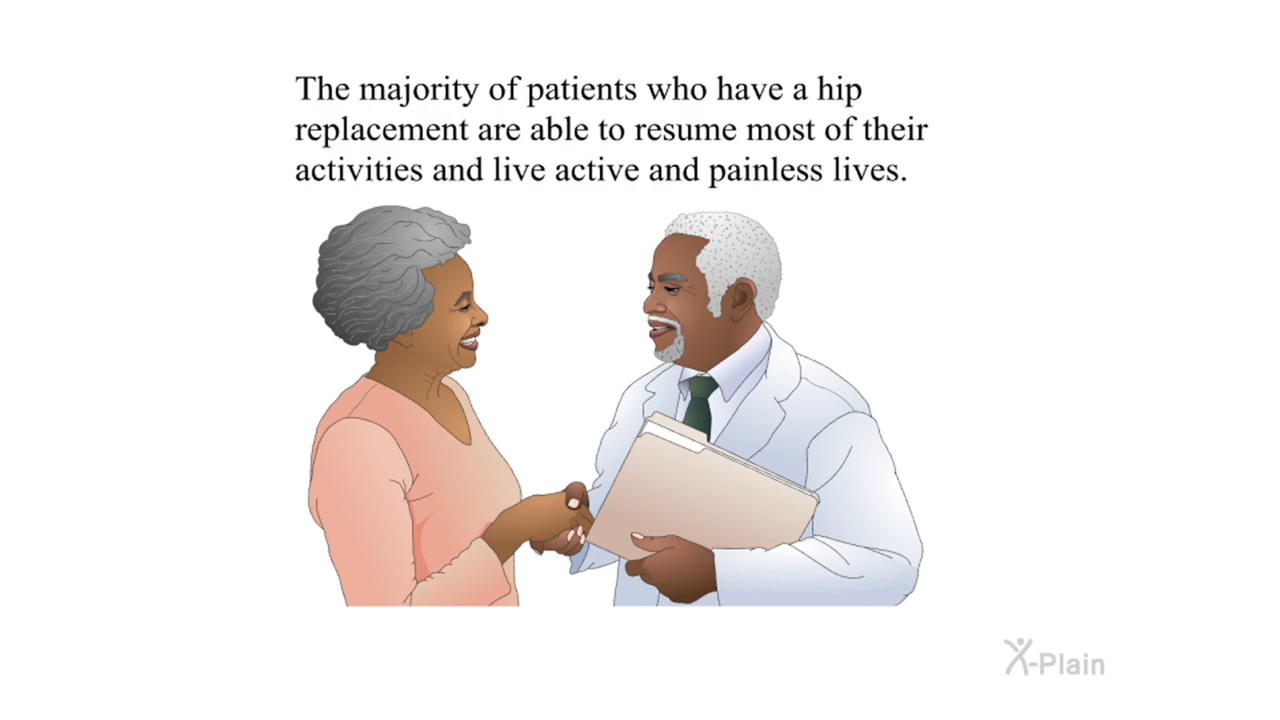 The majority of patients who have a hip
replacement are able to resume most of their
activities and live active and painless lives.
X-Plain